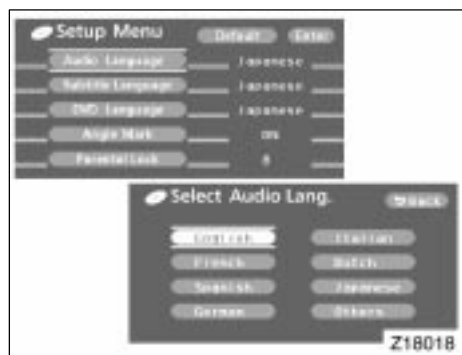 Setup Menu Default Enter
Audio Language Japanese
Subtitle Language Japanese
DVD Language Japanese
Angle Mark ON
Parental Lock 8
Select Audio Lang. Back
English Italian
French Dutch
Spanish Japanese
German Others
Z18018